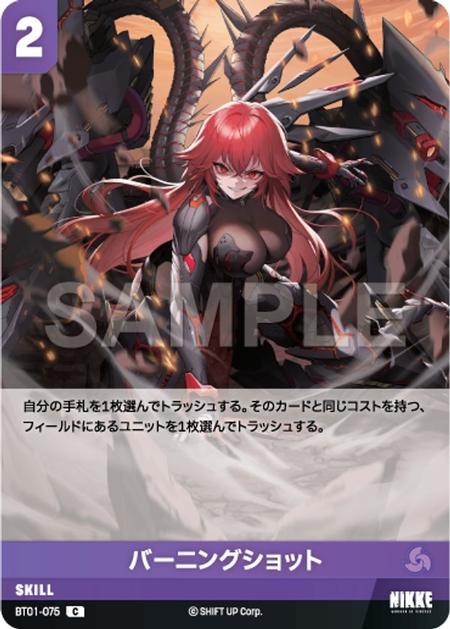 2
SAMPLE
自分の手札を1枚選んでトラッシュする。そのカードと同じコストを持つ、
フィールドにあるユニットを1枚選んでトラッシュする。
バーニングショット
SKILL
BT01-075 C
© SHIFT UP Corp.
NIKKE